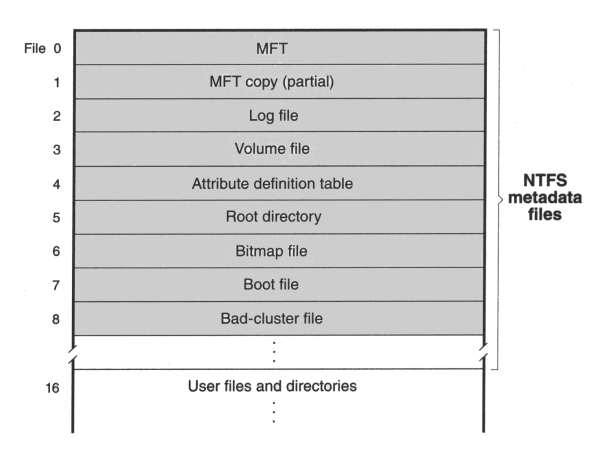 File 0 MFT
1 MFT copy (partial)
2 Log file
3 Volume file
4 Attribute definition table
5 Root directory
6 Bitmap file
7 Boot file
8 Bad-cluster file
16 User files and directories
NTFS
metadata
files